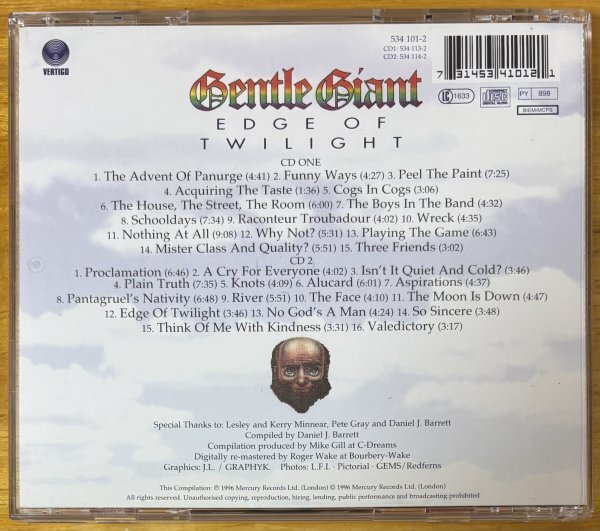 VERTIGO
534 101-2
CD1: 534 113-2
CD2: 534 114-2
7 31453 41012 1
LC 1633
COMPACT disc DIGITAL AUDIO
PY 898
BIEM/MCPS
Gentle Giant
EDGE OF
TWILIGHT
CD ONE
1. The Advent Of Panurge (4:41) 2. Funny Ways (4:27) 3. Peel The Paint (7:25)
4. Acquiring The Taste (1:36) 5. Cogs In Cogs (3:06)
6. The House, The Street, The Room (6:00) 7. The Boys In The Band (4:32)
8. Schooldays (7:34) 9. Raconteur Troubadour (4:02) 10. Wreck (4:35)
11. Nothing At All (9:08) 12. Why Not? (5:31) 13. Playing The Game (6:43)
14. Mister Class And Quality? (5:51) 15. Three Friends (3:02)
CD 2
1. Proclamation (6:46) 2. A Cry For Everyone (4:02) 3. Isn't It Quiet And Cold? (3:46)
4. Plain Truth (7:35) 5. Knots (4:09) 6. Alucard (6:01) 7. Aspirations (4:37)
8. Pantagruel's Nativity (6:48) 9. River (5:51) 10. The Face (4:10) 11. The Moon Is Down (4:47)
12. Edge Of Twilight (3:46) 13. No God's A Man (4:24) 14. So Sincere (3:48)
15. Think Of Me With Kindness (3:31) 16. Valedictory (3:17)
Special Thanks to: Lesley and Kerry Minnear, Pete Gray and Daniel J. Barrett
Compiled by Daniel J. Barrett
Compilation produced by Mike Gill at C-Dreams
Digitally re-mastered by Roger Wake at Bourbery-Wake
Graphics: J.L. / GRAPHYK. Photos: L.F.I. - Pictorial - GEMS/Redferns
This Compilation: ℗ 1996 Mercury Records Ltd. (London) © 1996 Mercury Records Ltd. (London)
All rights reserved. Unauthorised copying, reproduction, hiring, lending, public performance and broadcasting prohibited